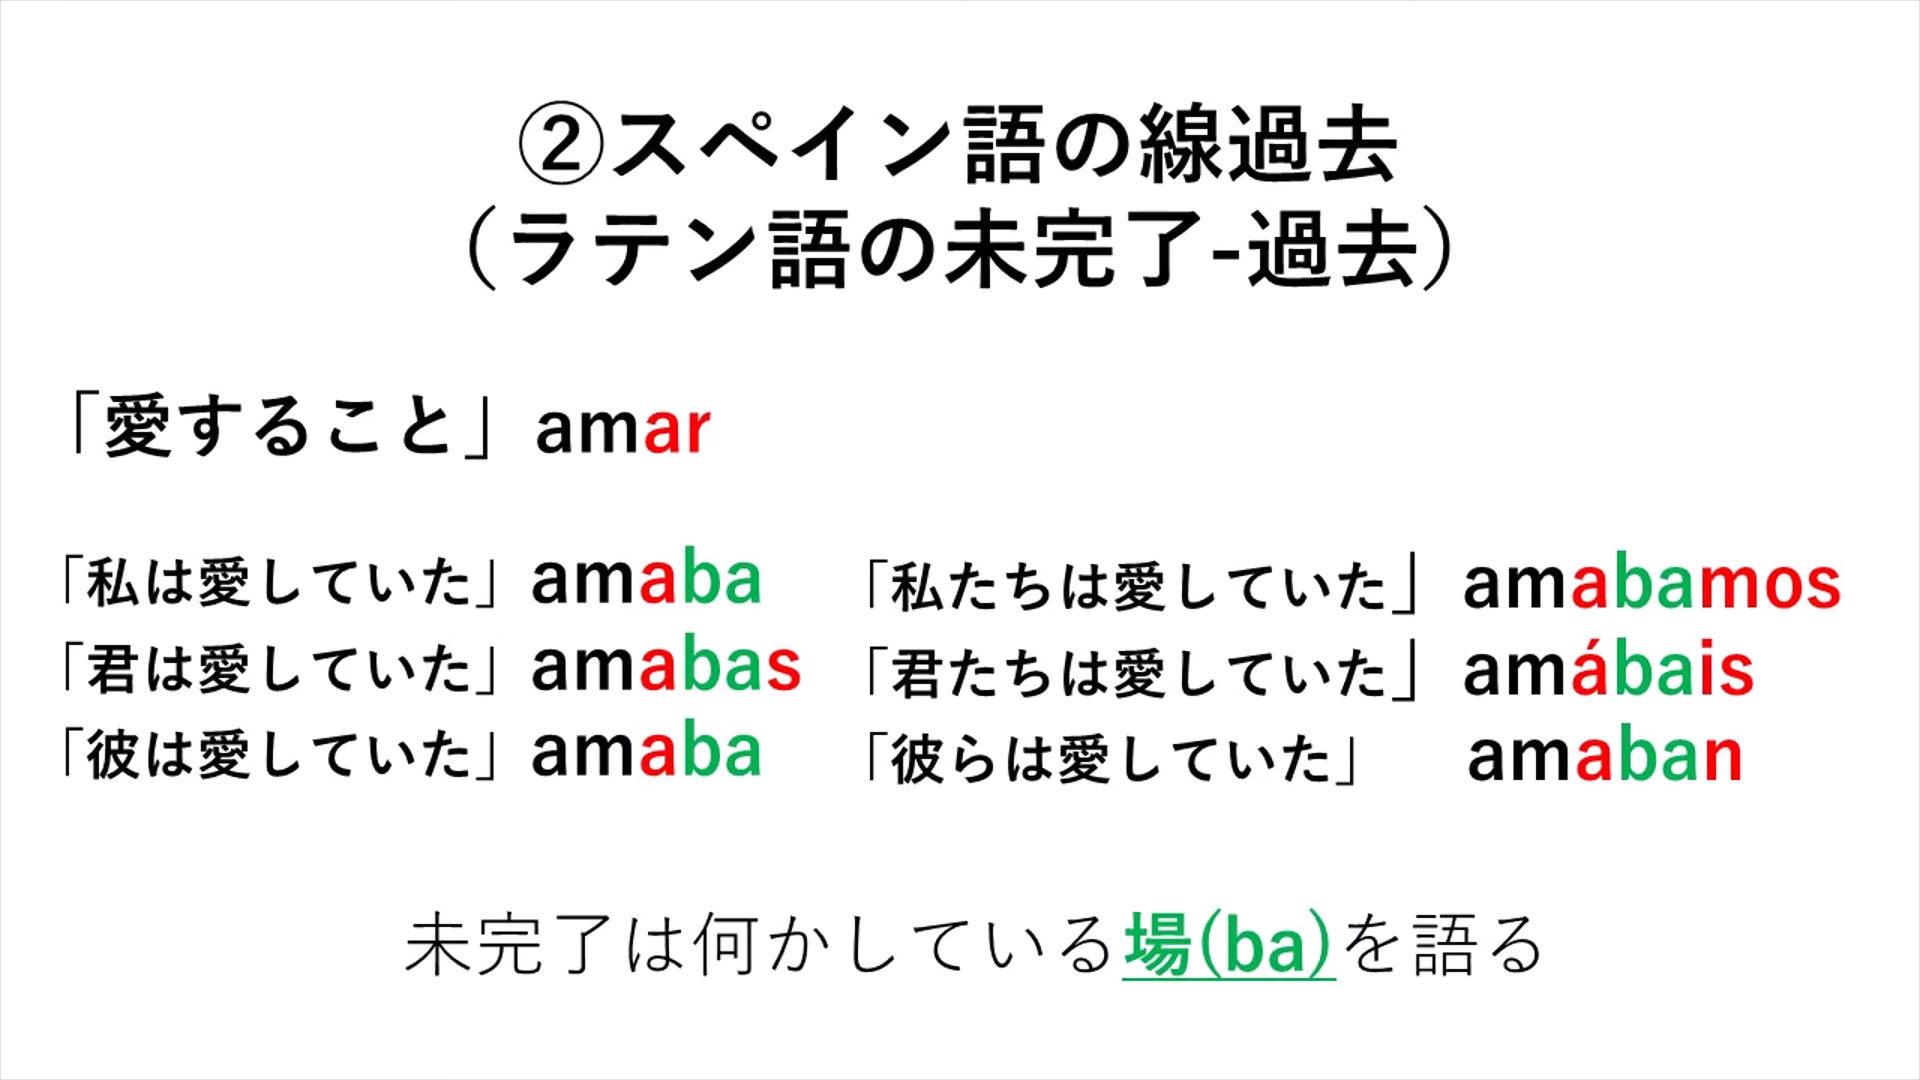 ②スペイン語の線過去
（ラテン語の未完了-過去）
「愛すること」amar
「私は愛していた」amaba
「君は愛していた」amabas
「彼は愛していた」amaba
「私たちは愛していた」amabamos
「君たちは愛していた」amábais
「彼らは愛していた」 amaban
未完了は何かしている場(ba)を語る